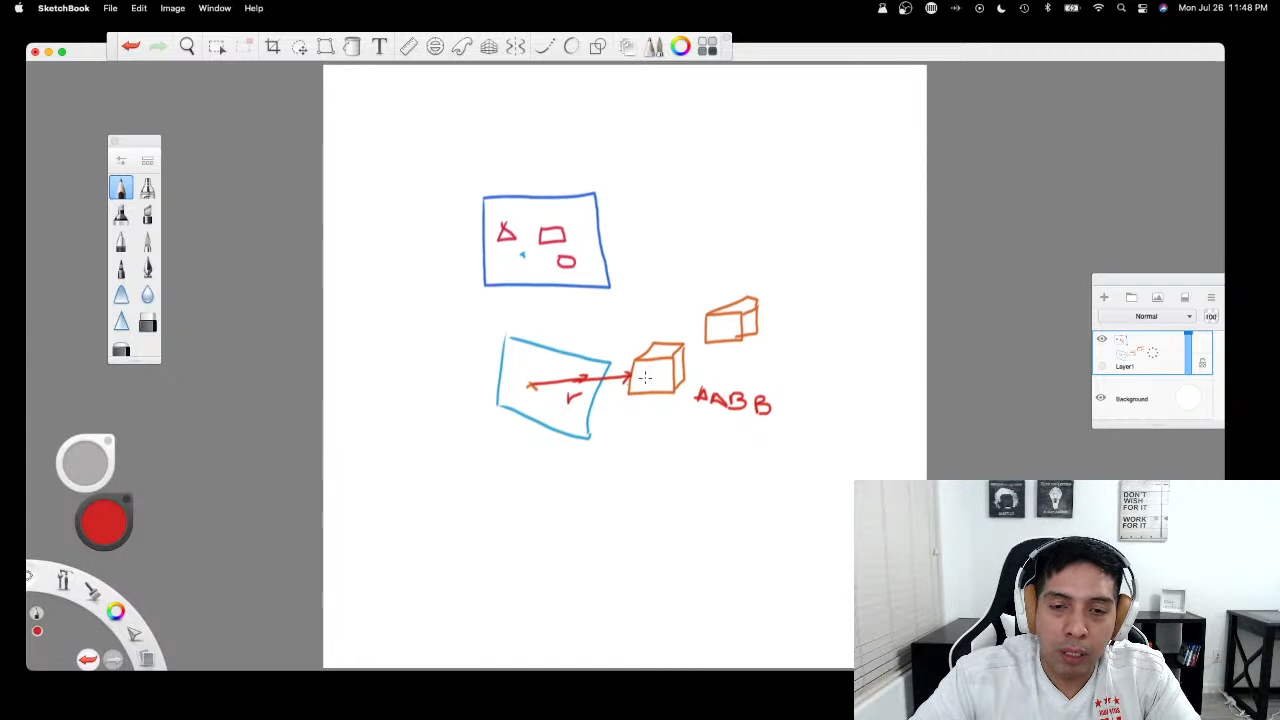 SketchBook File Edit Image Window Help
Mon Jul 26 11:48 PM
T
Normal
100
Layer1
Background
r
AABB
DON'T
WISH
FOR IT
WORK
FOR IT